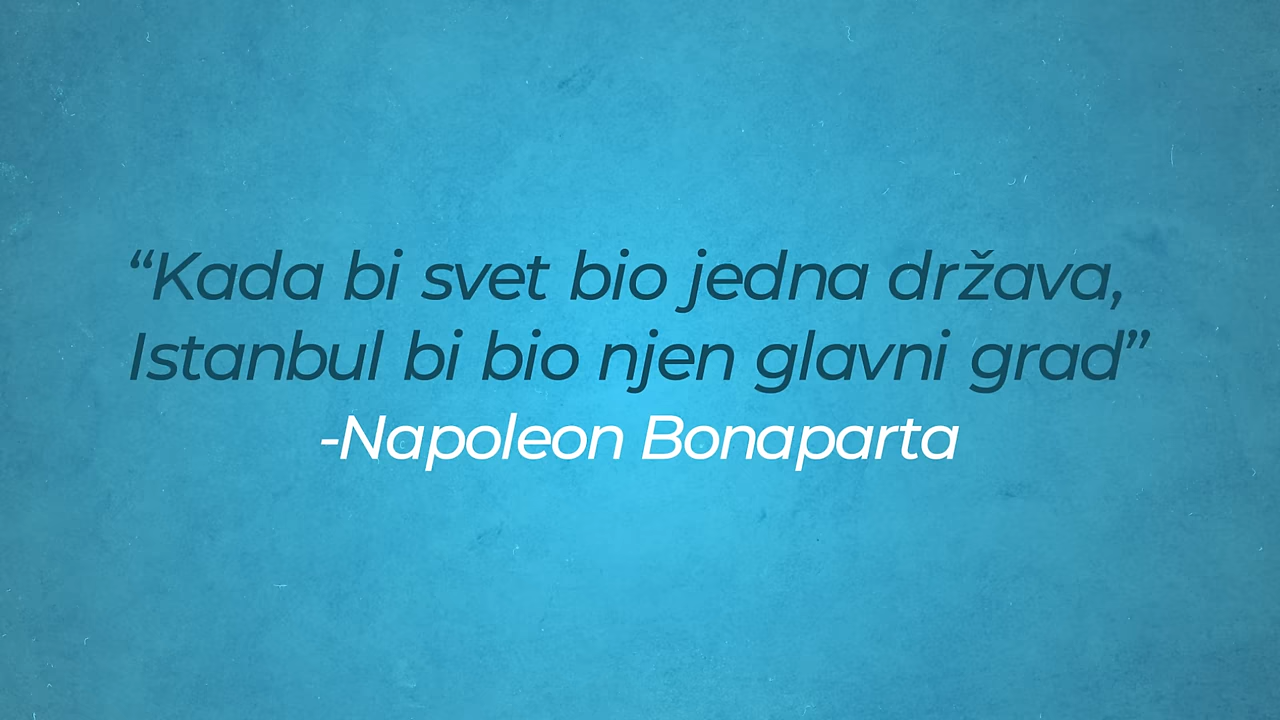 “Kada bi svet bio jedna država,
Istanbul bi bio njen glavni grad”
-Napoleon Bonaparta